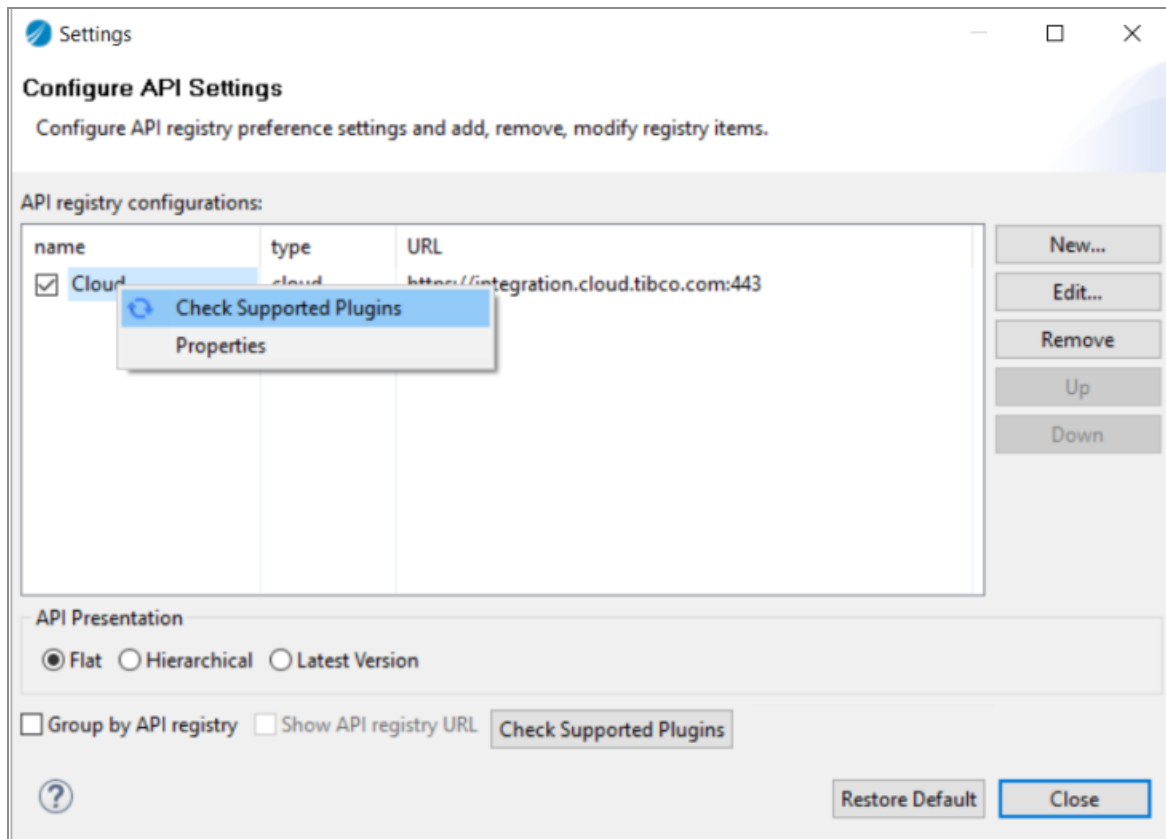 Settings
Configure API Settings
Configure API registry preference settings and add, remove, modify registry items.
API registry configurations:
name type URL
Cloud cloud https://integration.cloud.tibco.com:443
Check Supported Plugins
Properties
New...
Edit...
Remove
Up
Down
API Presentation
Flat Hierarchical Latest Version
Group by API registry Show API registry URL Check Supported Plugins
? Restore Default Close